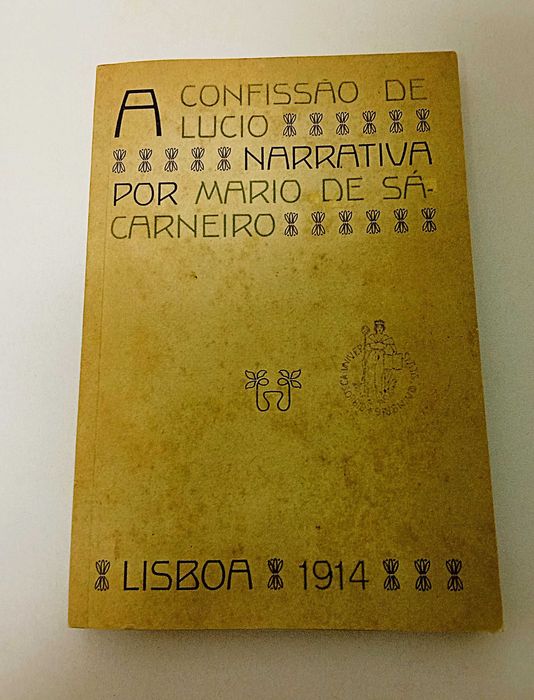 A CONFISSÃO DE
LUCIO
NARRATIVA
POR MARIO DE SÁ-
CARNEIRO
LISBOA 1914